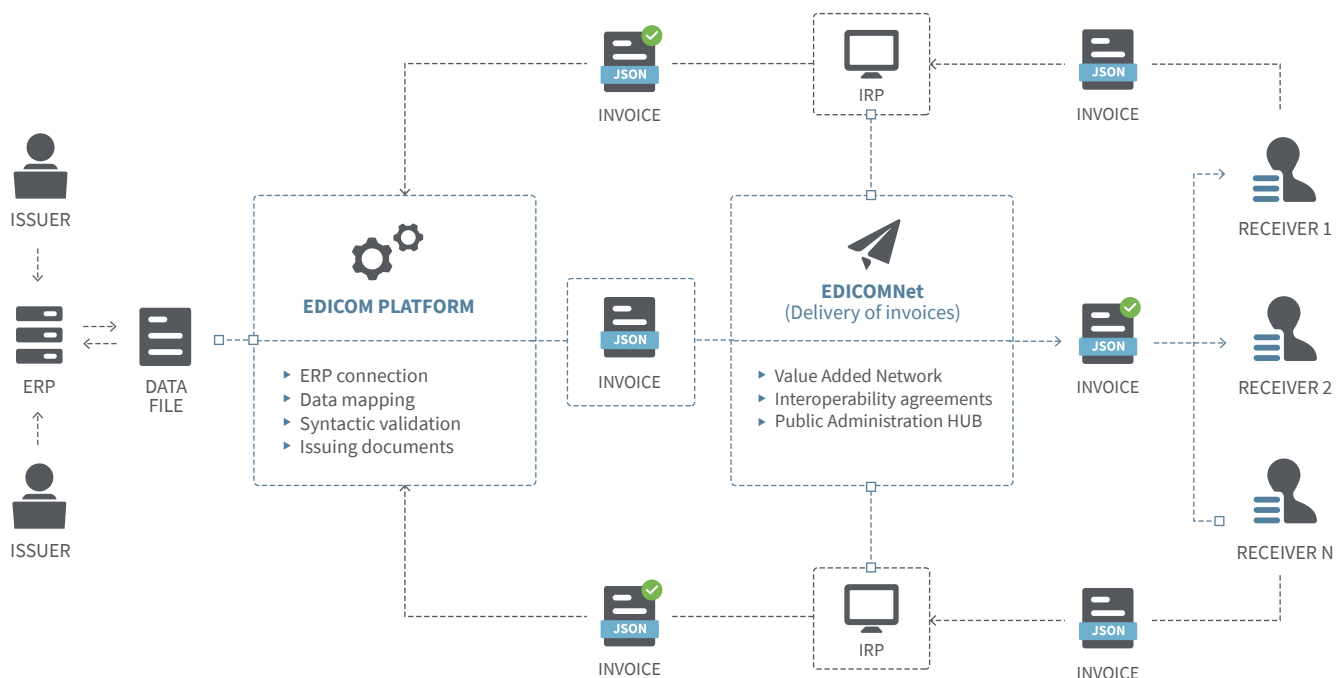 JSON
INVOICE
IRP
JSON
INVOICE
ISSUER
ERP
DATA
FILE
ISSUER
EDICOM PLATFORM
ERP connection
Data mapping
Syntactic validation
Issuing documents
JSON
INVOICE
EDICOMNet
(Delivery of invoices)
Value Added Network
Interoperability agreements
Public Administration HUB
JSON
INVOICE
RECEIVER 1
RECEIVER 2
RECEIVER N
JSON
INVOICE
IRP
JSON
INVOICE